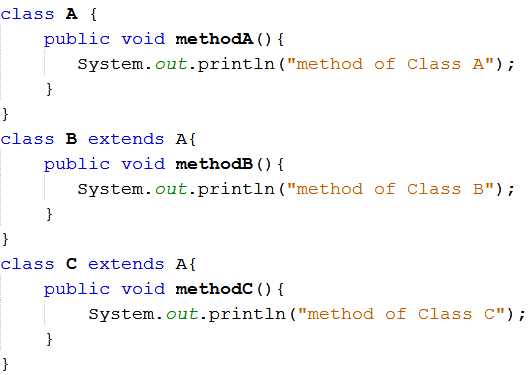 class A {
    public void methodA(){
       System.out.println("method of Class A");
    }
}
class B extends A{
    public void methodB(){
       System.out.println("method of Class B");
    }
}
class C extends A{
    public void methodC(){
        System.out.println("method of Class C");
    }
}